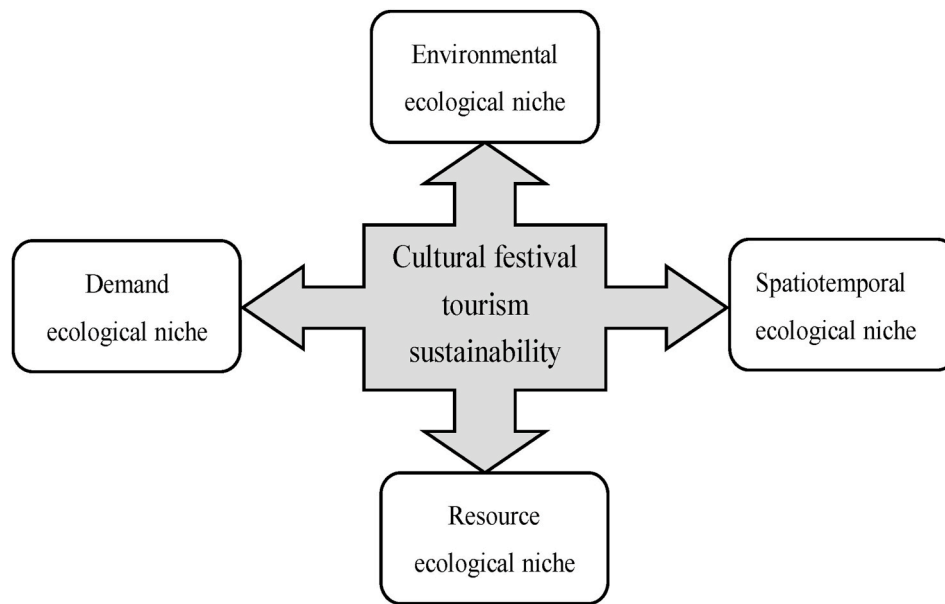 Environmental
ecological niche
Demand
ecological niche
Cultural festival
tourism
sustainability
Spatiotemporal
ecological niche
Resource
ecological niche